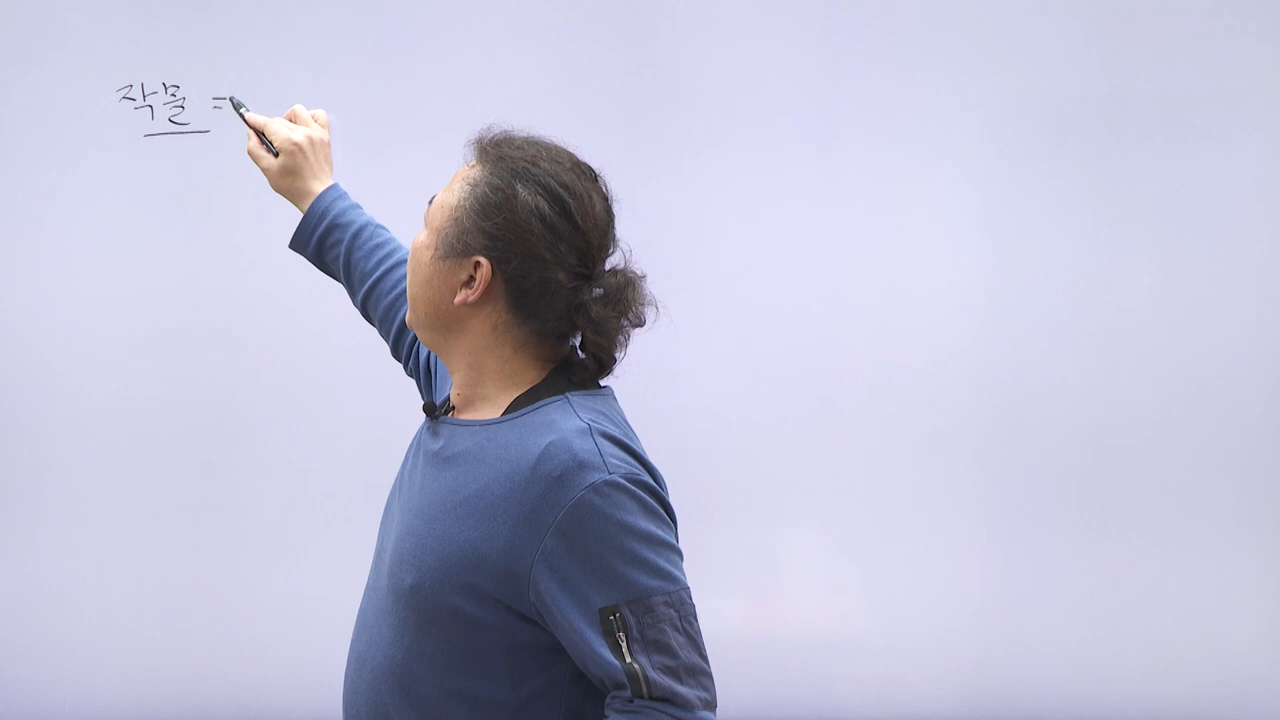 작물 =